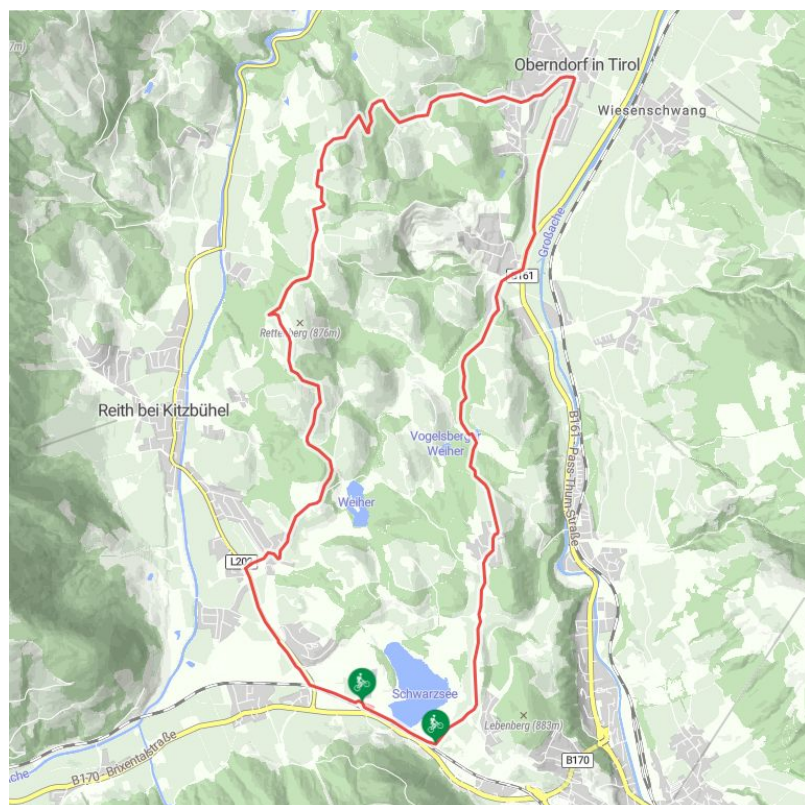 Oberndorf in Tirol
Wiesenschwang
Großache
B161
Rettenberg (876m)
Reith bei Kitzbühel
Vogelsberg
Weiher
Weiher
B161 - Pass-Thurn-Straße
Schwarzsee
Lebenberg (883m)
B170 - Brixentalstraße
B170